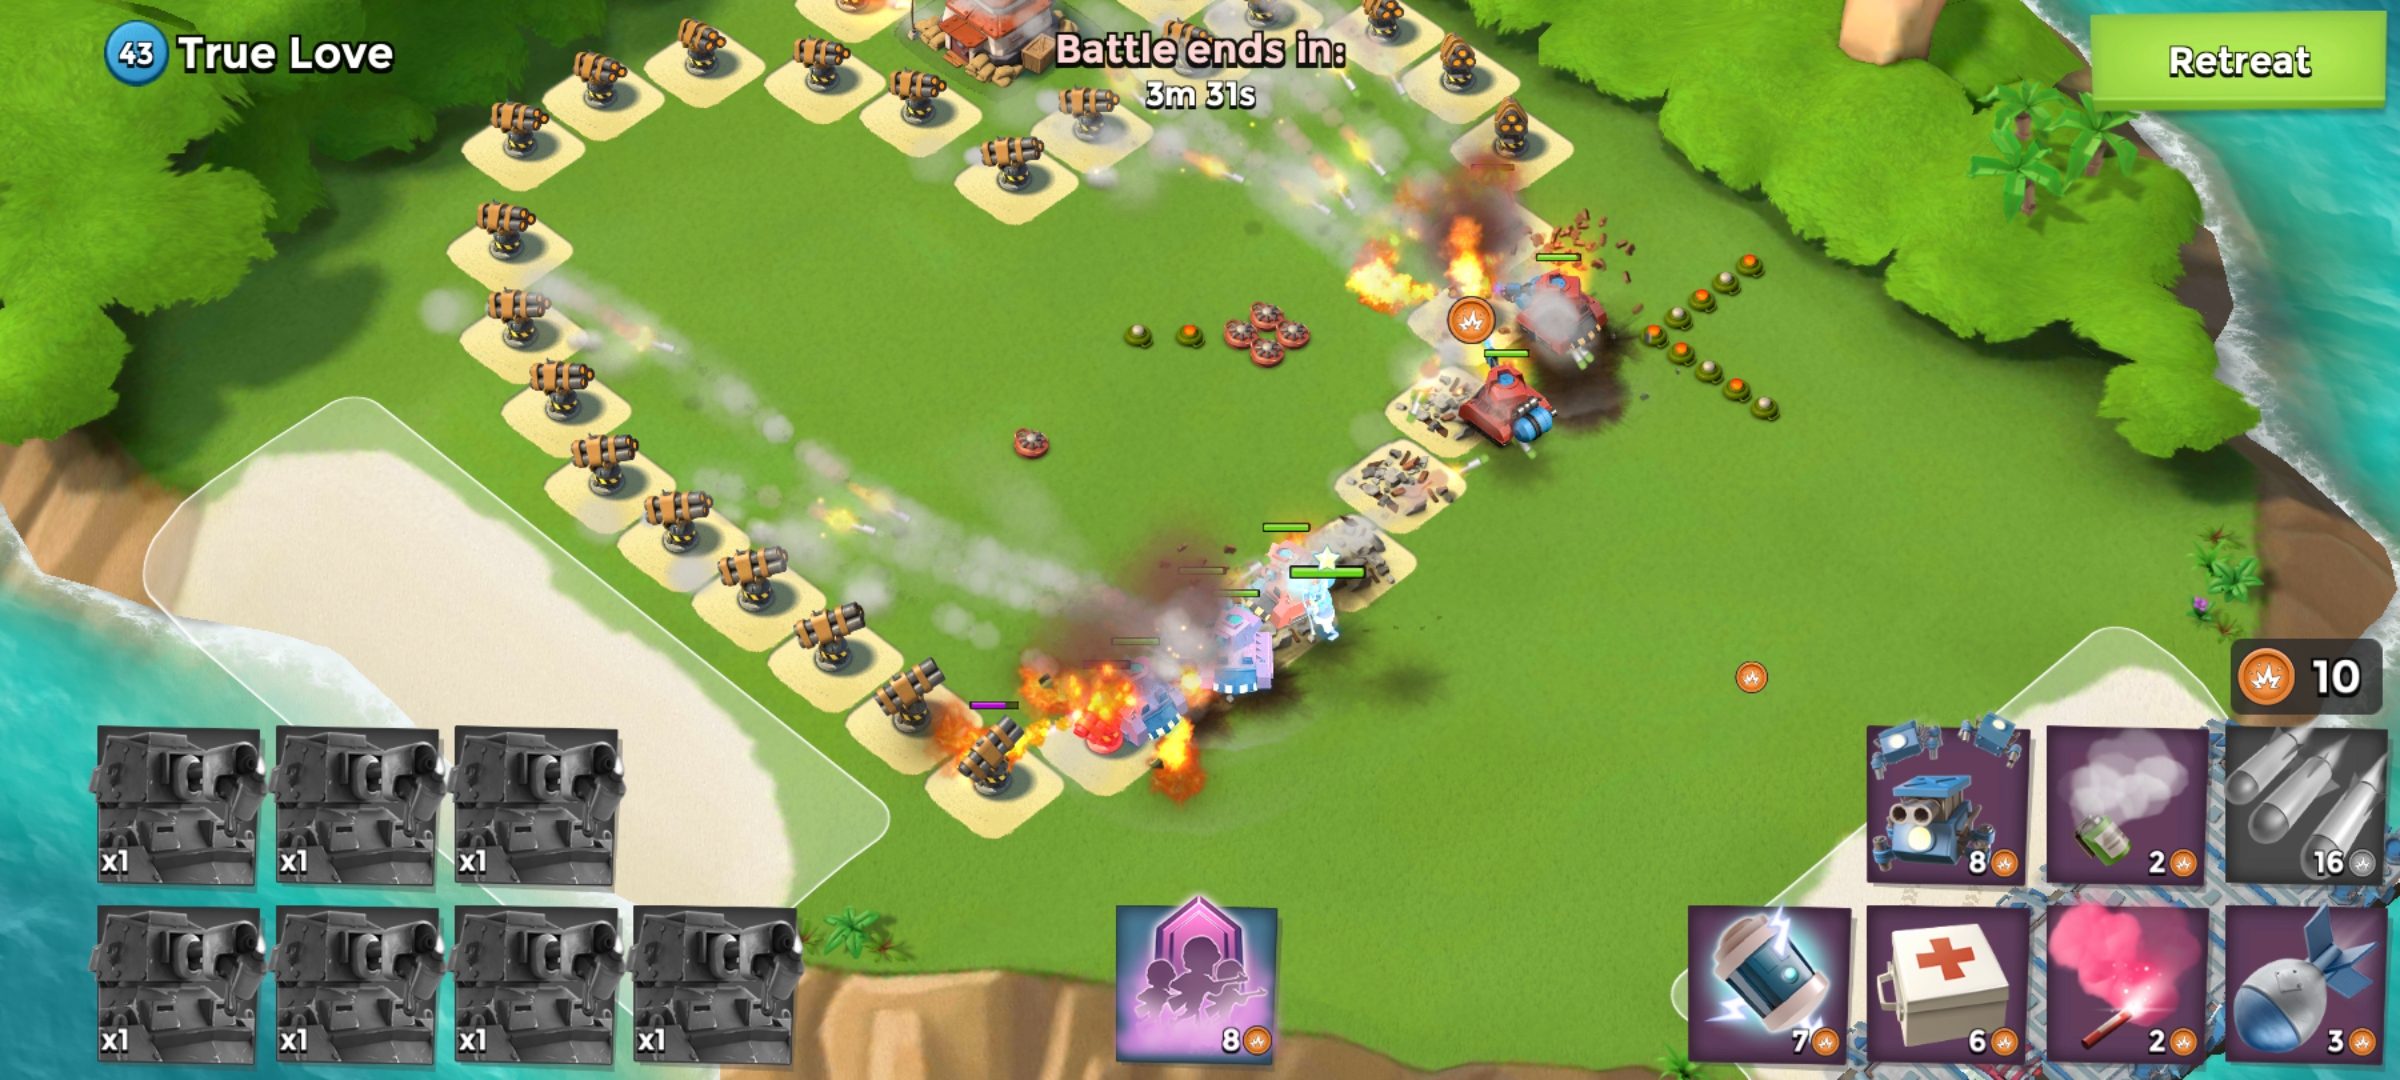 43 True Love
Battle ends in:
3m 31s
Retreat
10
x1
x1
x1
8
2
16
x1
x1
x1
x1
8
7
6
2
3